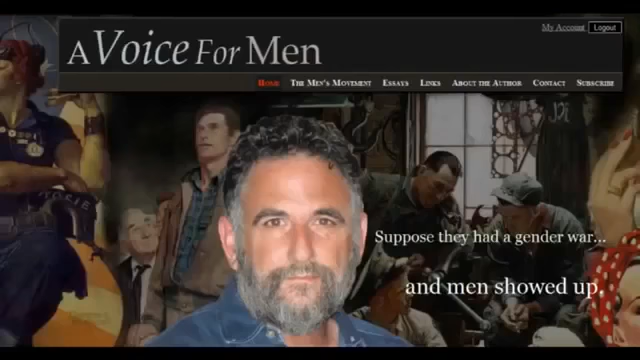 My Account Logout
A Voice For Men
Home The Men's Movement Essays Links About the Author Contact Subscribe
Suppose they had a gender war...
and men showed up.